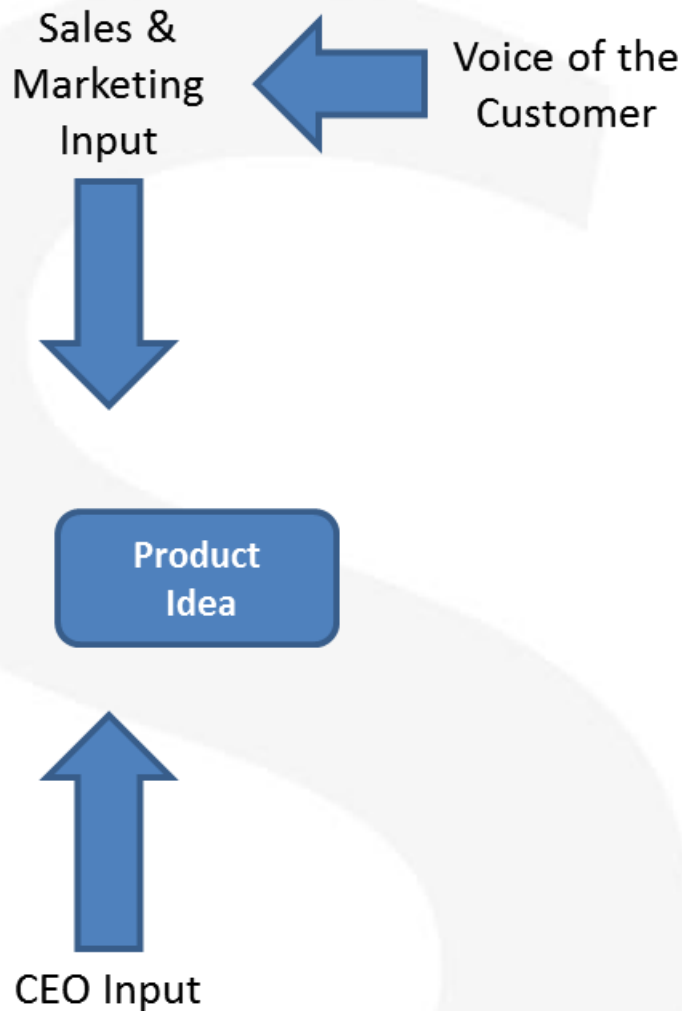 Sales &
Marketing
Input
Voice of the
Customer
Product
Idea
CEO Input